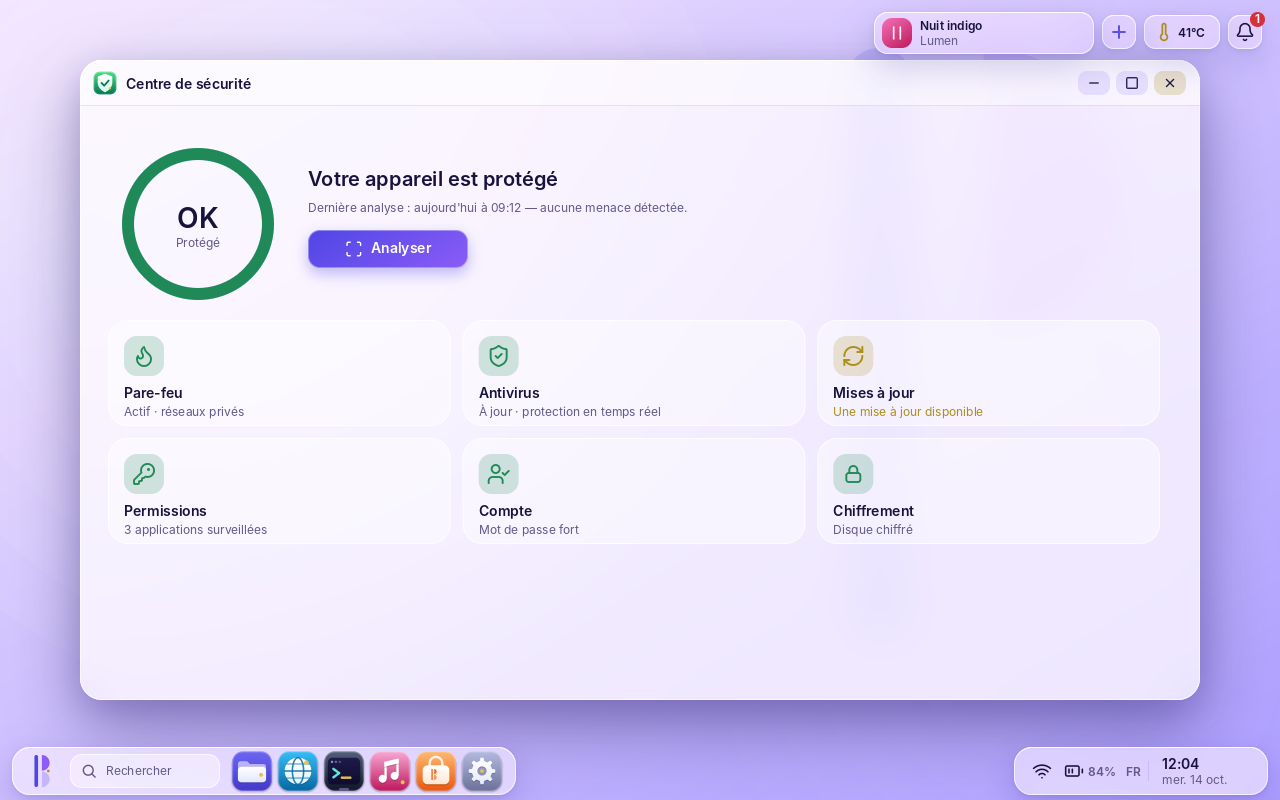 Nuit indigo
Lumen
41°C
1
Centre de sécurité
OK
Protégé
Votre appareil est protégé
Dernière analyse : aujourd'hui à 09:12 — aucune menace détectée.
Analyser
Pare-feu
Actif · réseaux privés
Antivirus
À jour · protection en temps réel
Mises à jour
Une mise à jour disponible
Permissions
3 applications surveillées
Compte
Mot de passe fort
Chiffrement
Disque chiffré
Rechercher
84%
FR
12:04
mer. 14 oct.